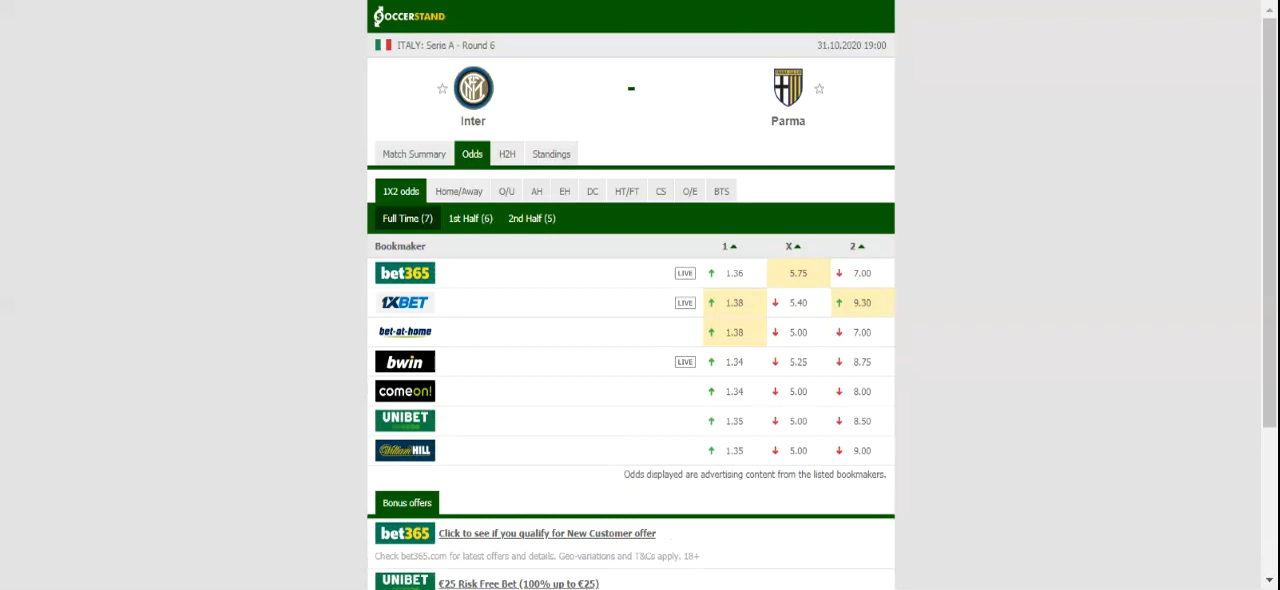 SOCCERSTAND
ITALY: Serie A - Round 6 31.10.2020 19:00
-
Inter Parma
Match Summary Odds H2H Standings
1X2 odds Home/Away O/U AH EH DC HT/FT CS O/E BTS
Full Time (7) 1st Half (6) 2nd Half (5)
Bookmaker 1 X 2
bet365 LIVE 1.36 5.75 7.00
1XBET LIVE 1.38 5.40 9.30
bet-at-home 1.38 5.00 7.00
bwin LIVE 1.34 5.25 8.75
comeon! 1.34 5.00 8.00
UNIBET 1.35 5.00 8.50
William HILL 1.35 5.00 9.00
Odds displayed are advertising content from the listed bookmakers.
Bonus offers
bet365 Click to see if you qualify for New Customer offer
Check bet365.com for latest offers and details. Geo-variations and T&Cs apply. 18+
UNIBET €25 Risk Free Bet (100% up to €25)